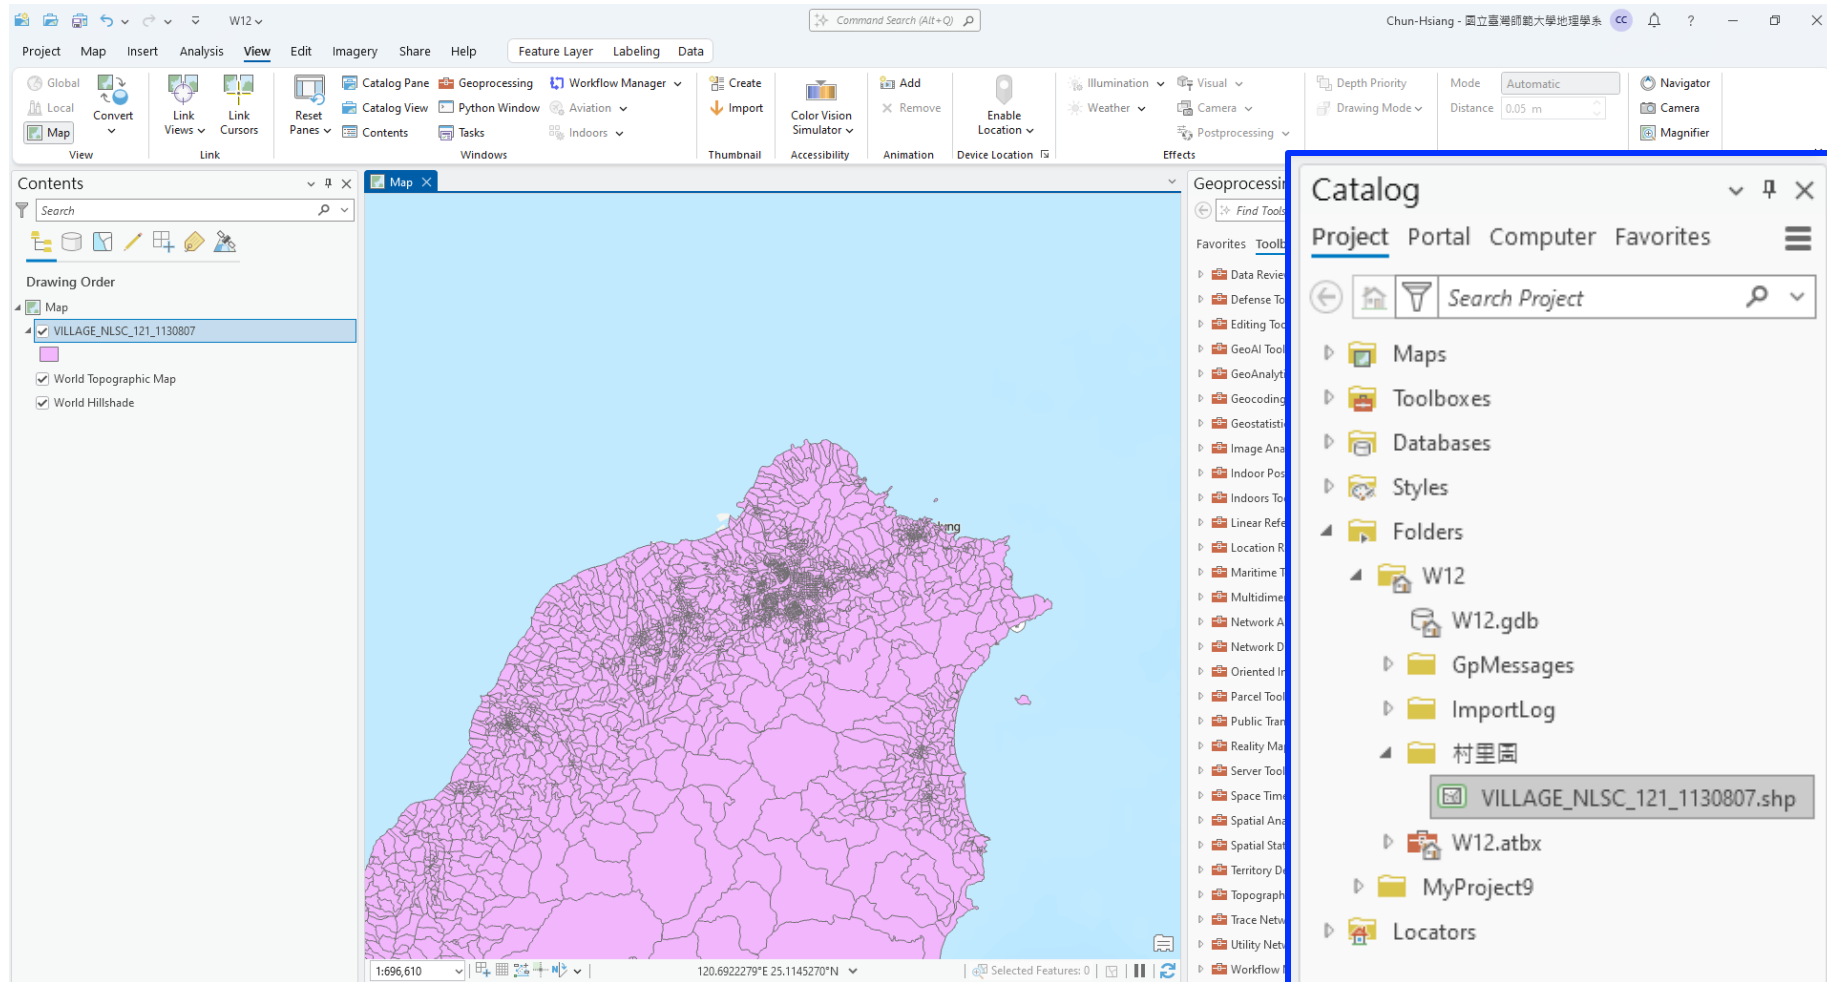 W12
Command Search (Alt+Q)
Chun-Hsiang - 國立臺灣師範大學地理學系
CC
?
Project Map Insert Analysis View Edit Imagery Share Help Feature Layer Labeling Data
Global
Local
Map
Convert
View
Link Views
Link Cursors
Link
Reset Panes
Catalog Pane
Catalog View
Contents
Geoprocessing
Python Window
Tasks
Workflow Manager
Aviation
Indoors
Windows
Create
Import
Thumbnail
Color Vision Simulator
Accessibility
Add
Remove
Animation
Enable Location
Device Location
Illumination
Weather
Visual
Camera
Postprocessing
Effects
Depth Priority
Drawing Mode
Mode Automatic
Distance 0.05 m
Navigator
Camera
Magnifier
Contents
Search
Drawing Order
Map
VILLAGE_NLSC_121_1130807
World Topographic Map
World Hillshade
Map
1:696,610
120.6922279°E 25.1145270°N
Selected Features: 0
Geoprocessin
Find Tools
Favorites Toolb
Data Revie
Defense To
Editing Too
GeoAI Tool
GeoAnalyti
Geocoding
Geostatisti
Image Ana
Indoor Pos
Indoors To
Linear Refe
Location R
Maritime T
Multidimen
Network A
Network D
Oriented In
Parcel Tool
Public Tran
Reality Ma
Server Tool
Space Time
Spatial Ana
Spatial Stat
Territory De
Topograph
Trace Netw
Utility Netw
Workflow
Catalog
Project Portal Computer Favorites
Search Project
Maps
Toolboxes
Databases
Styles
Folders
W12
W12.gdb
GpMessages
ImportLog
村里圖
VILLAGE_NLSC_121_1130807.shp
W12.atbx
MyProject9
Locators